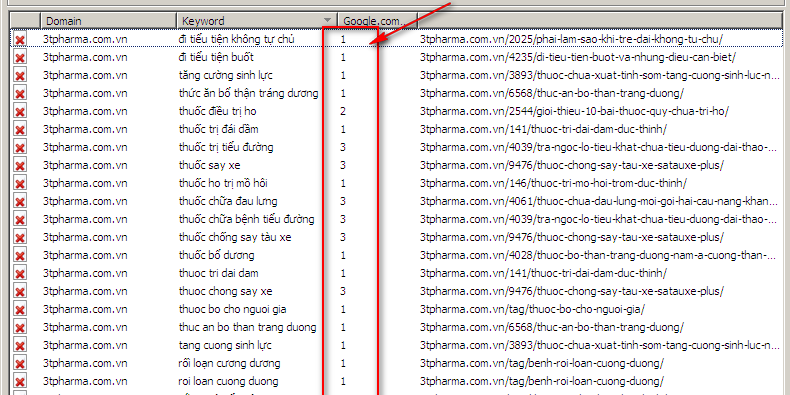 Domain Keyword Google.com...
3tpharma.com.vn đi tiểu tiện không tự chủ 1 3tpharma.com.vn/2025/phai-lam-sao-khi-tre-dai-khong-tu-chu/
3tpharma.com.vn đi tiểu tiện buốt 1 3tpharma.com.vn/4235/di-tieu-tien-buot-va-nhung-dieu-can-biet/
3tpharma.com.vn tăng cường sinh lực 1 3tpharma.com.vn/3893/thuoc-chua-xuat-tinh-som-tang-cuong-sinh-luc-n...
3tpharma.com.vn thức ăn bổ thận tráng dương 1 3tpharma.com.vn/6568/thuc-an-bo-than-trang-duong/
3tpharma.com.vn thuốc điều trị ho 2 3tpharma.com.vn/2544/gioi-thieu-10-bai-thuoc-quy-chua-tri-ho/
3tpharma.com.vn thuốc trị đái dầm 1 3tpharma.com.vn/141/thuoc-tri-dai-dam-duc-thinh/
3tpharma.com.vn thuốc trị tiểu đường 3 3tpharma.com.vn/4039/tra-ngoc-lo-tieu-khat-chua-tieu-duong-dai-thao-...
3tpharma.com.vn thuốc say xe 3 3tpharma.com.vn/9476/thuoc-chong-say-tau-xe-satauxe-plus/
3tpharma.com.vn thuốc ho trị mồ hôi 1 3tpharma.com.vn/146/thuoc-tri-mo-hoi-trom-duc-thinh/
3tpharma.com.vn thuốc chữa đau lưng 3 3tpharma.com.vn/4061/thuoc-chua-dau-lung-moi-goi-hai-cau-nang-khan...
3tpharma.com.vn thuốc chữa bệnh tiểu đường 3 3tpharma.com.vn/4039/tra-ngoc-lo-tieu-khat-chua-tieu-duong-dai-thao-...
3tpharma.com.vn thuốc chống say tàu xe 3 3tpharma.com.vn/9476/thuoc-chong-say-tau-xe-satauxe-plus/
3tpharma.com.vn thuốc bổ dương 1 3tpharma.com.vn/4028/thuoc-bo-than-trang-duong-nam-a-cuong-than-...
3tpharma.com.vn thuoc tri dai dam 1 3tpharma.com.vn/141/thuoc-tri-dai-dam-duc-thinh/
3tpharma.com.vn thuoc chong say xe 3 3tpharma.com.vn/9476/thuoc-chong-say-tau-xe-satauxe-plus/
3tpharma.com.vn thuoc bo cho nguoi gia 1 3tpharma.com.vn/tag/thuoc-bo-cho-nguoi-gia/
3tpharma.com.vn thuc an bo than trang duong 1 3tpharma.com.vn/6568/thuc-an-bo-than-trang-duong/
3tpharma.com.vn tang cuong sinh lực 1 3tpharma.com.vn/3893/thuoc-chua-xuat-tinh-som-tang-cuong-sinh-luc-n...
3tpharma.com.vn rối loạn cương dương 1 3tpharma.com.vn/tag/benh-roi-loan-cuong-duong/
3tpharma.com.vn roi loan cuong duong 1 3tpharma.com.vn/tag/benh-roi-loan-cuong-duong/